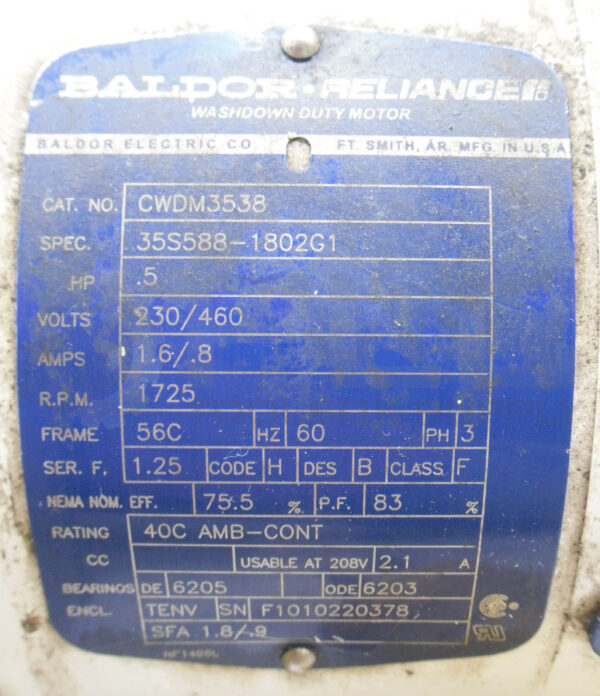 BALDOR • RELIANCE
WASHDOWN DUTY MOTOR
BALDOR ELECTRIC CO. FT. SMITH, AR. MFG. IN U.S.A
CAT. NO. CWDM3538
SPEC. 35S588-1802G1
HP .5
VOLTS 230/460
AMPS 1.6/.8
R.P.M. 1725
FRAME 56C HZ 60 PH 3
SER. F. 1.25 CODE H DES B CLASS F
NEMA NOM. EFF. 75.5 % P.F. 83 %
RATING 40C AMB-CONT
CC USABLE AT 208V 2.1 A
BEARINGS DE 6205 ODE 6203
ENCL. TENV SN F1010220378
SFA 1.8/.9